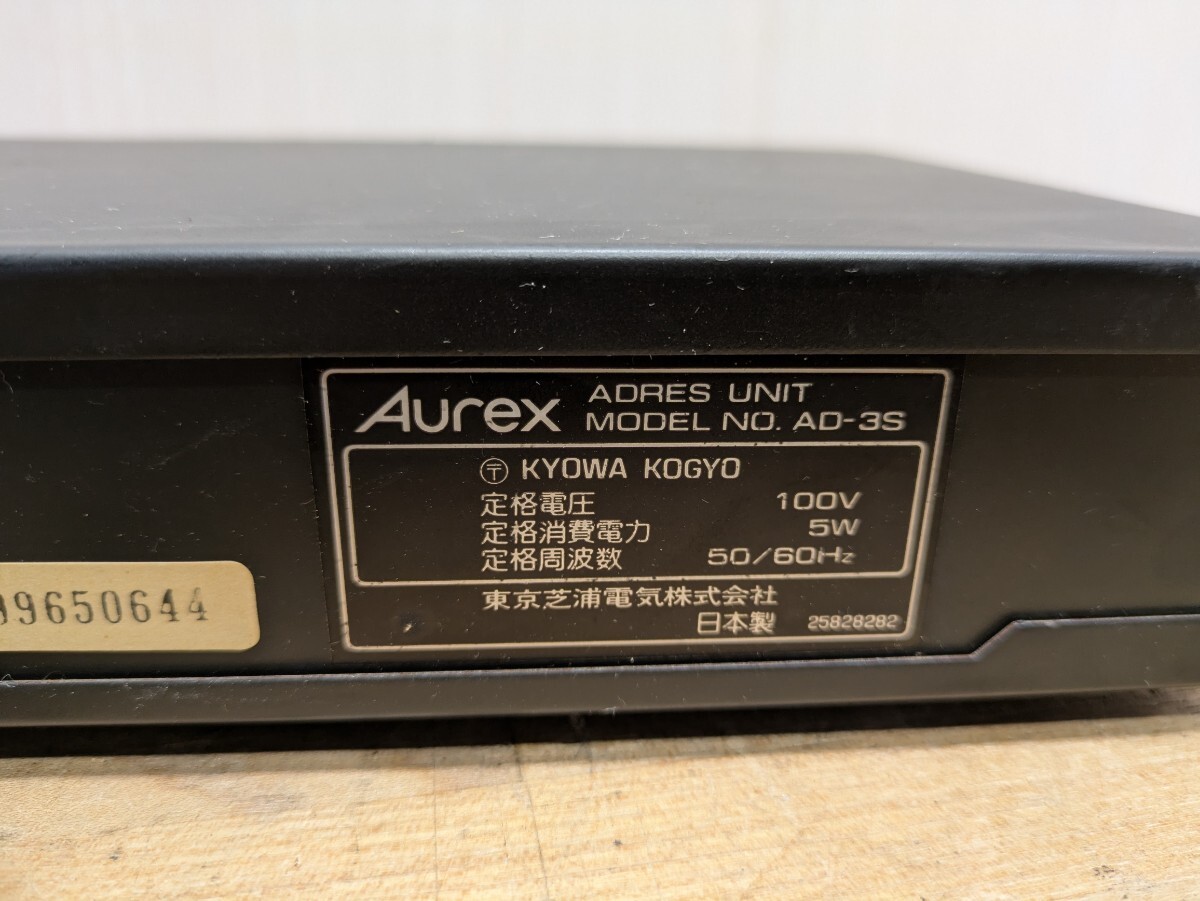 Aurex ADRES UNIT
MODEL NO. AD-3S
〒 KYOWA KOGYO
定格電圧 100V
定格消費電力 5W
定格周波数 50/60Hz
東京芝浦電気株式会社
日本製 25828282
99650644